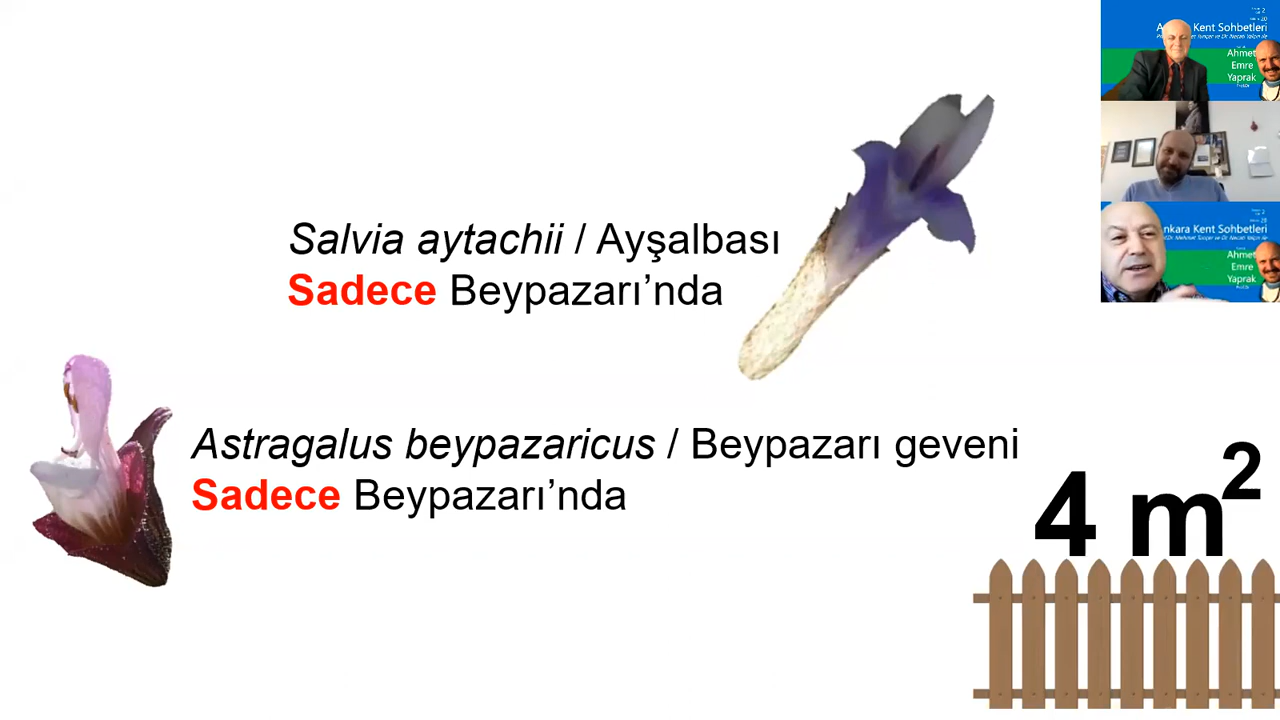 Salvia aytachii / Ayşalbası
Sadece Beypazarı'nda
Astragalus beypazaricus / Beypazarı geveni
Sadece Beypazarı'nda
4 m²
Kent Sohbetleri
Ahmet
Emre
Yaprak
Ankara Kent Sohbetleri
Ahmet
Emre
Yaprak